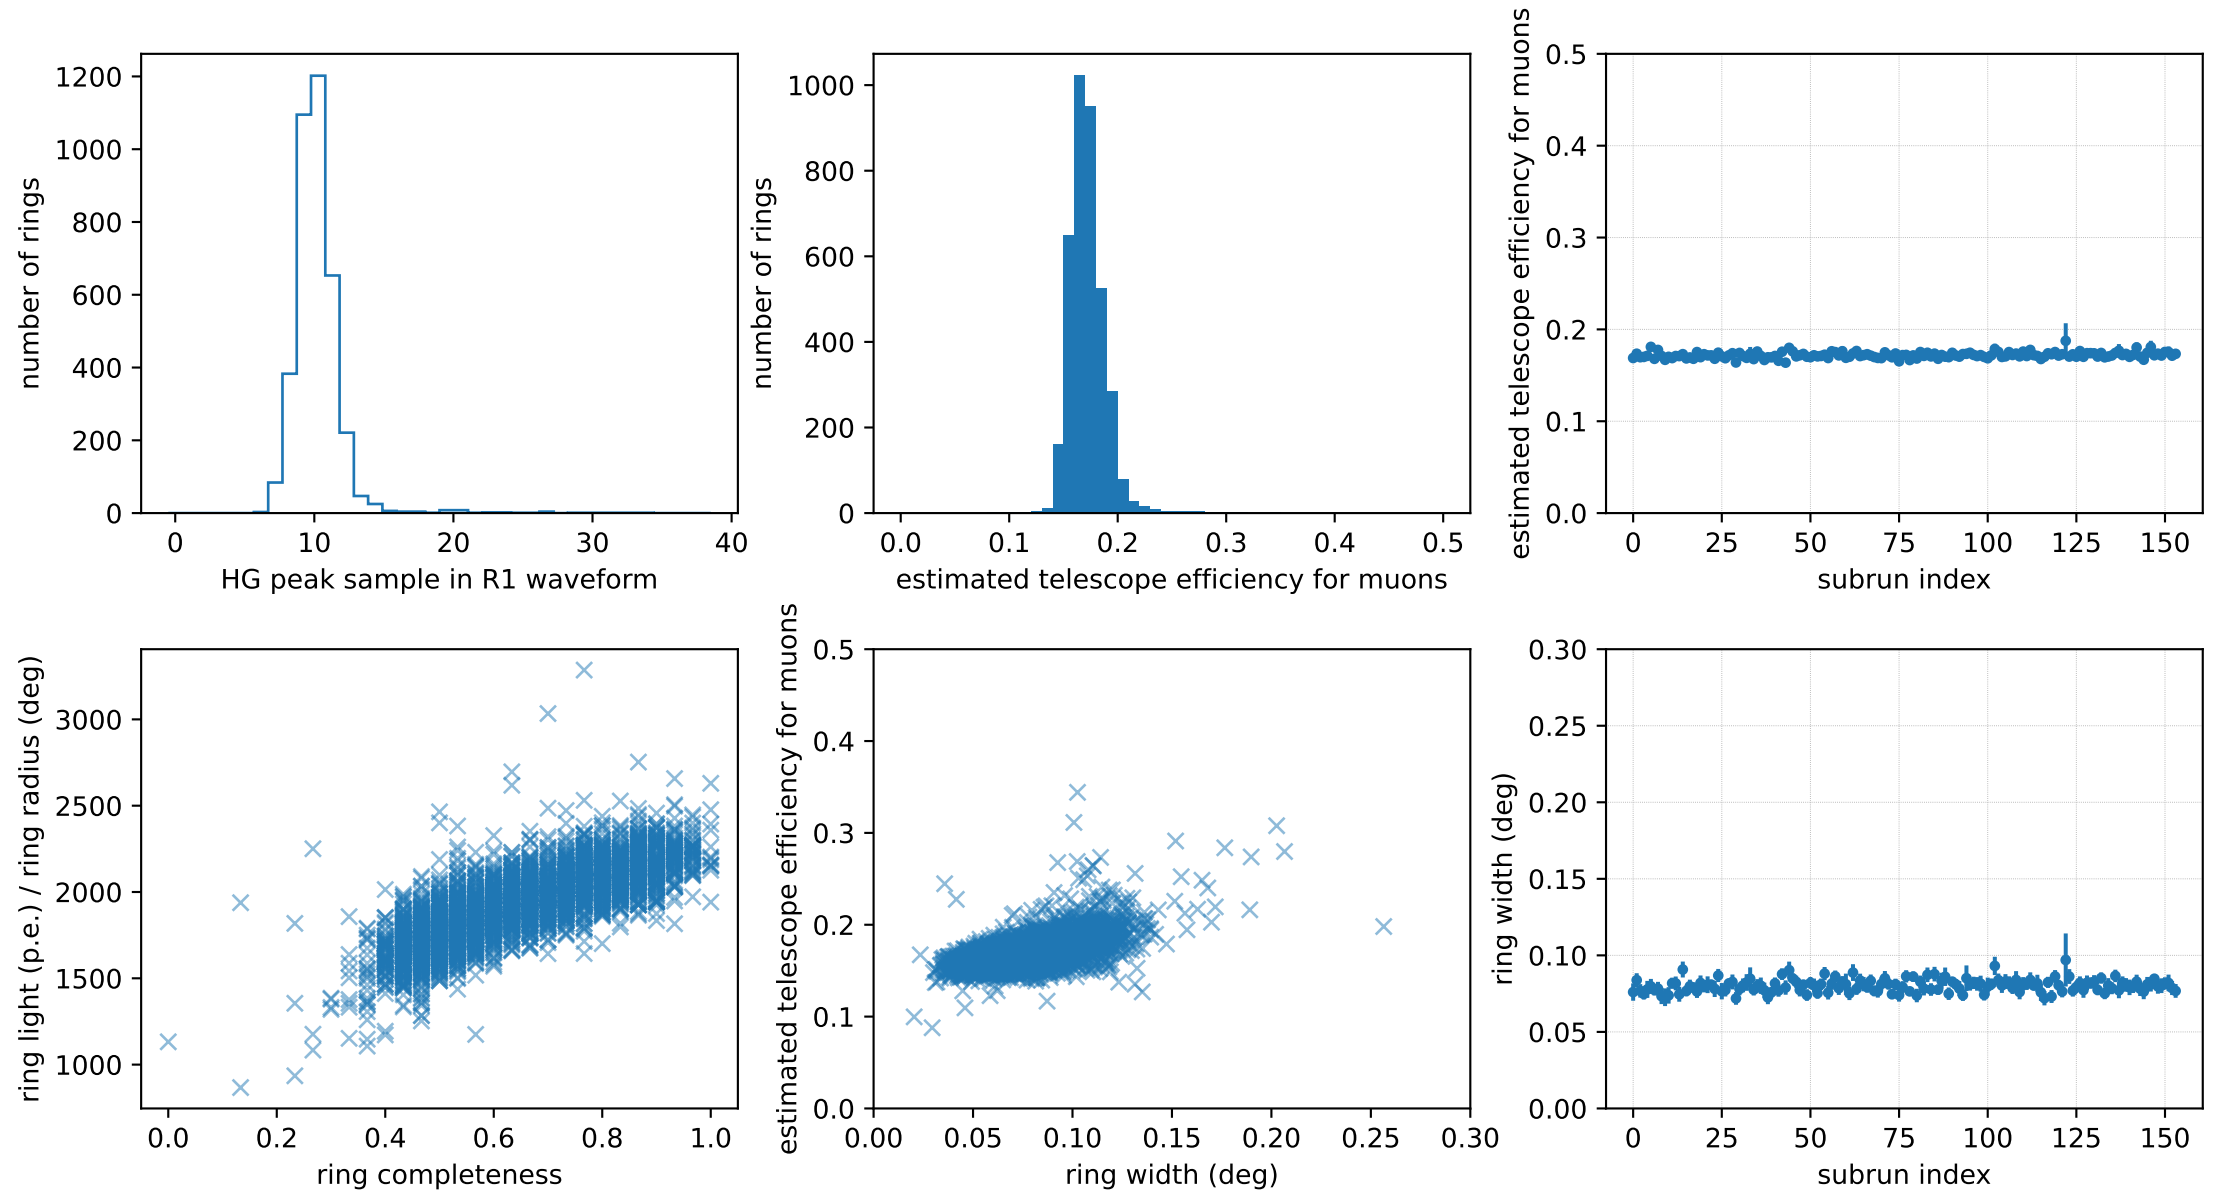 number of rings
1200
1000
800
600
400
200
0
0 10 20 30 40
HG peak sample in R1 waveform
number of rings
1000
800
600
400
200
0
0.0 0.1 0.2 0.3 0.4 0.5
estimated telescope efficiency for muons
estimated telescope efficiency for muons
0.5
0.4
0.3
0.2
0.1
0.0
0 25 50 75 100 125 150
subrun index
ring light (p.e.) / ring radius (deg)
3000
2500
2000
1500
1000
0.0 0.2 0.4 0.6 0.8 1.0
ring completeness
estimated telescope efficiency for muons
0.5
0.4
0.3
0.2
0.1
0.0
0.00 0.05 0.10 0.15 0.20 0.25 0.30
ring width (deg)
ring width (deg)
0.30
0.25
0.20
0.15
0.10
0.05
0.00
0 25 50 75 100 125 150
subrun index